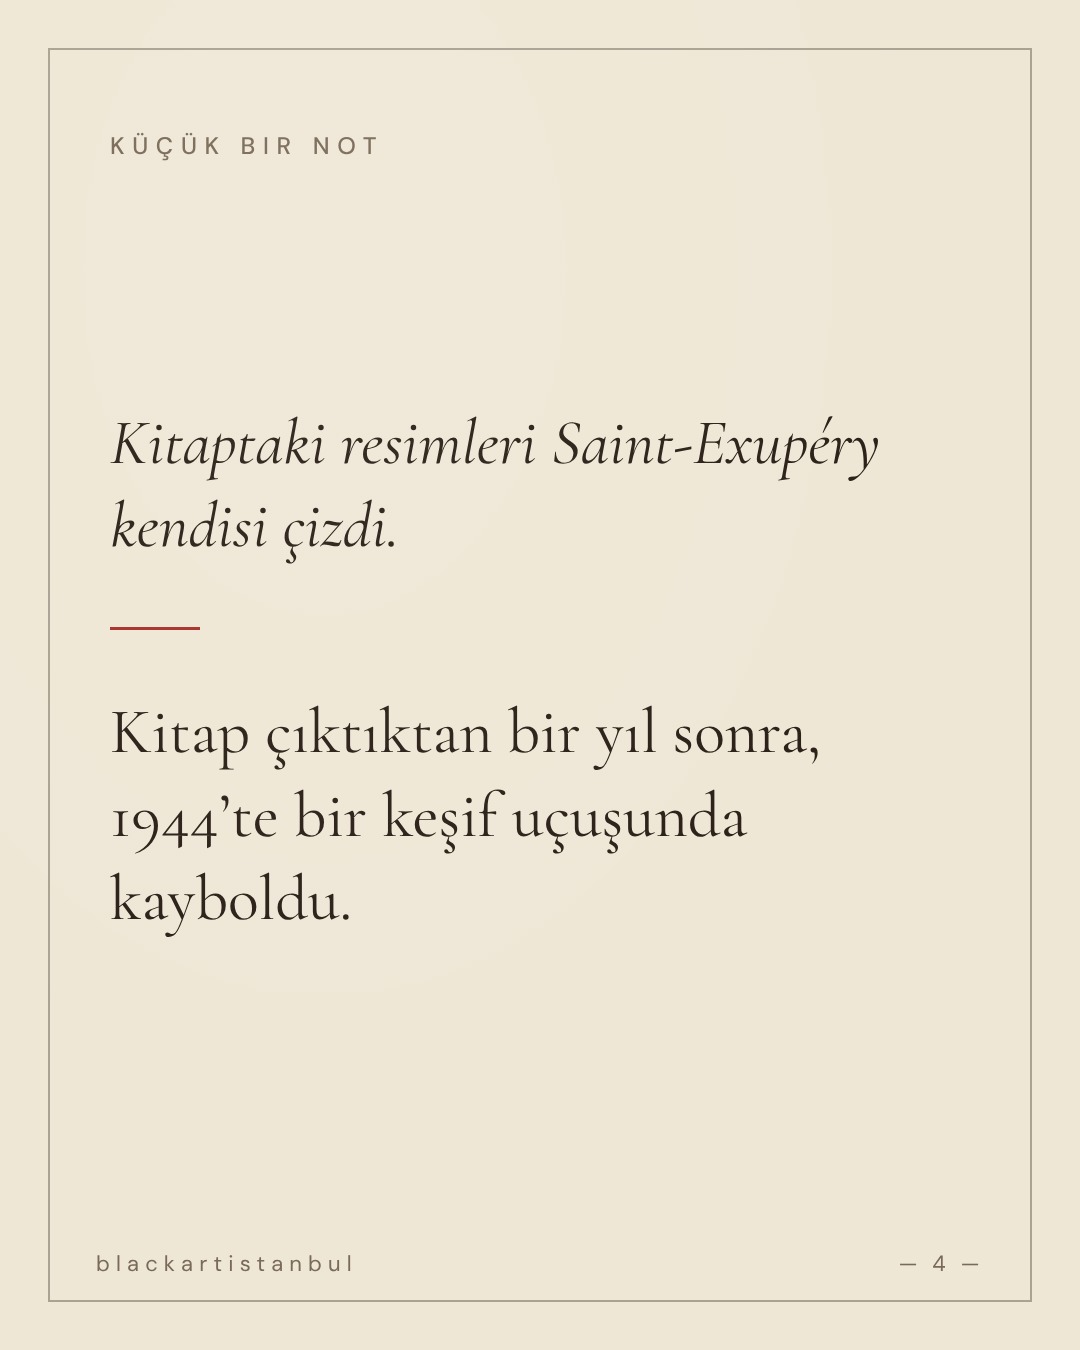 KÜÇÜK BIR NOT
Kitaptaki resimleri Saint-Exupéry
kendisi çizdi.
Kitap çıktıktan bir yıl sonra,
1944’te bir keşif uçuşunda
kayboldu.
blackartistanbul
— 4 —